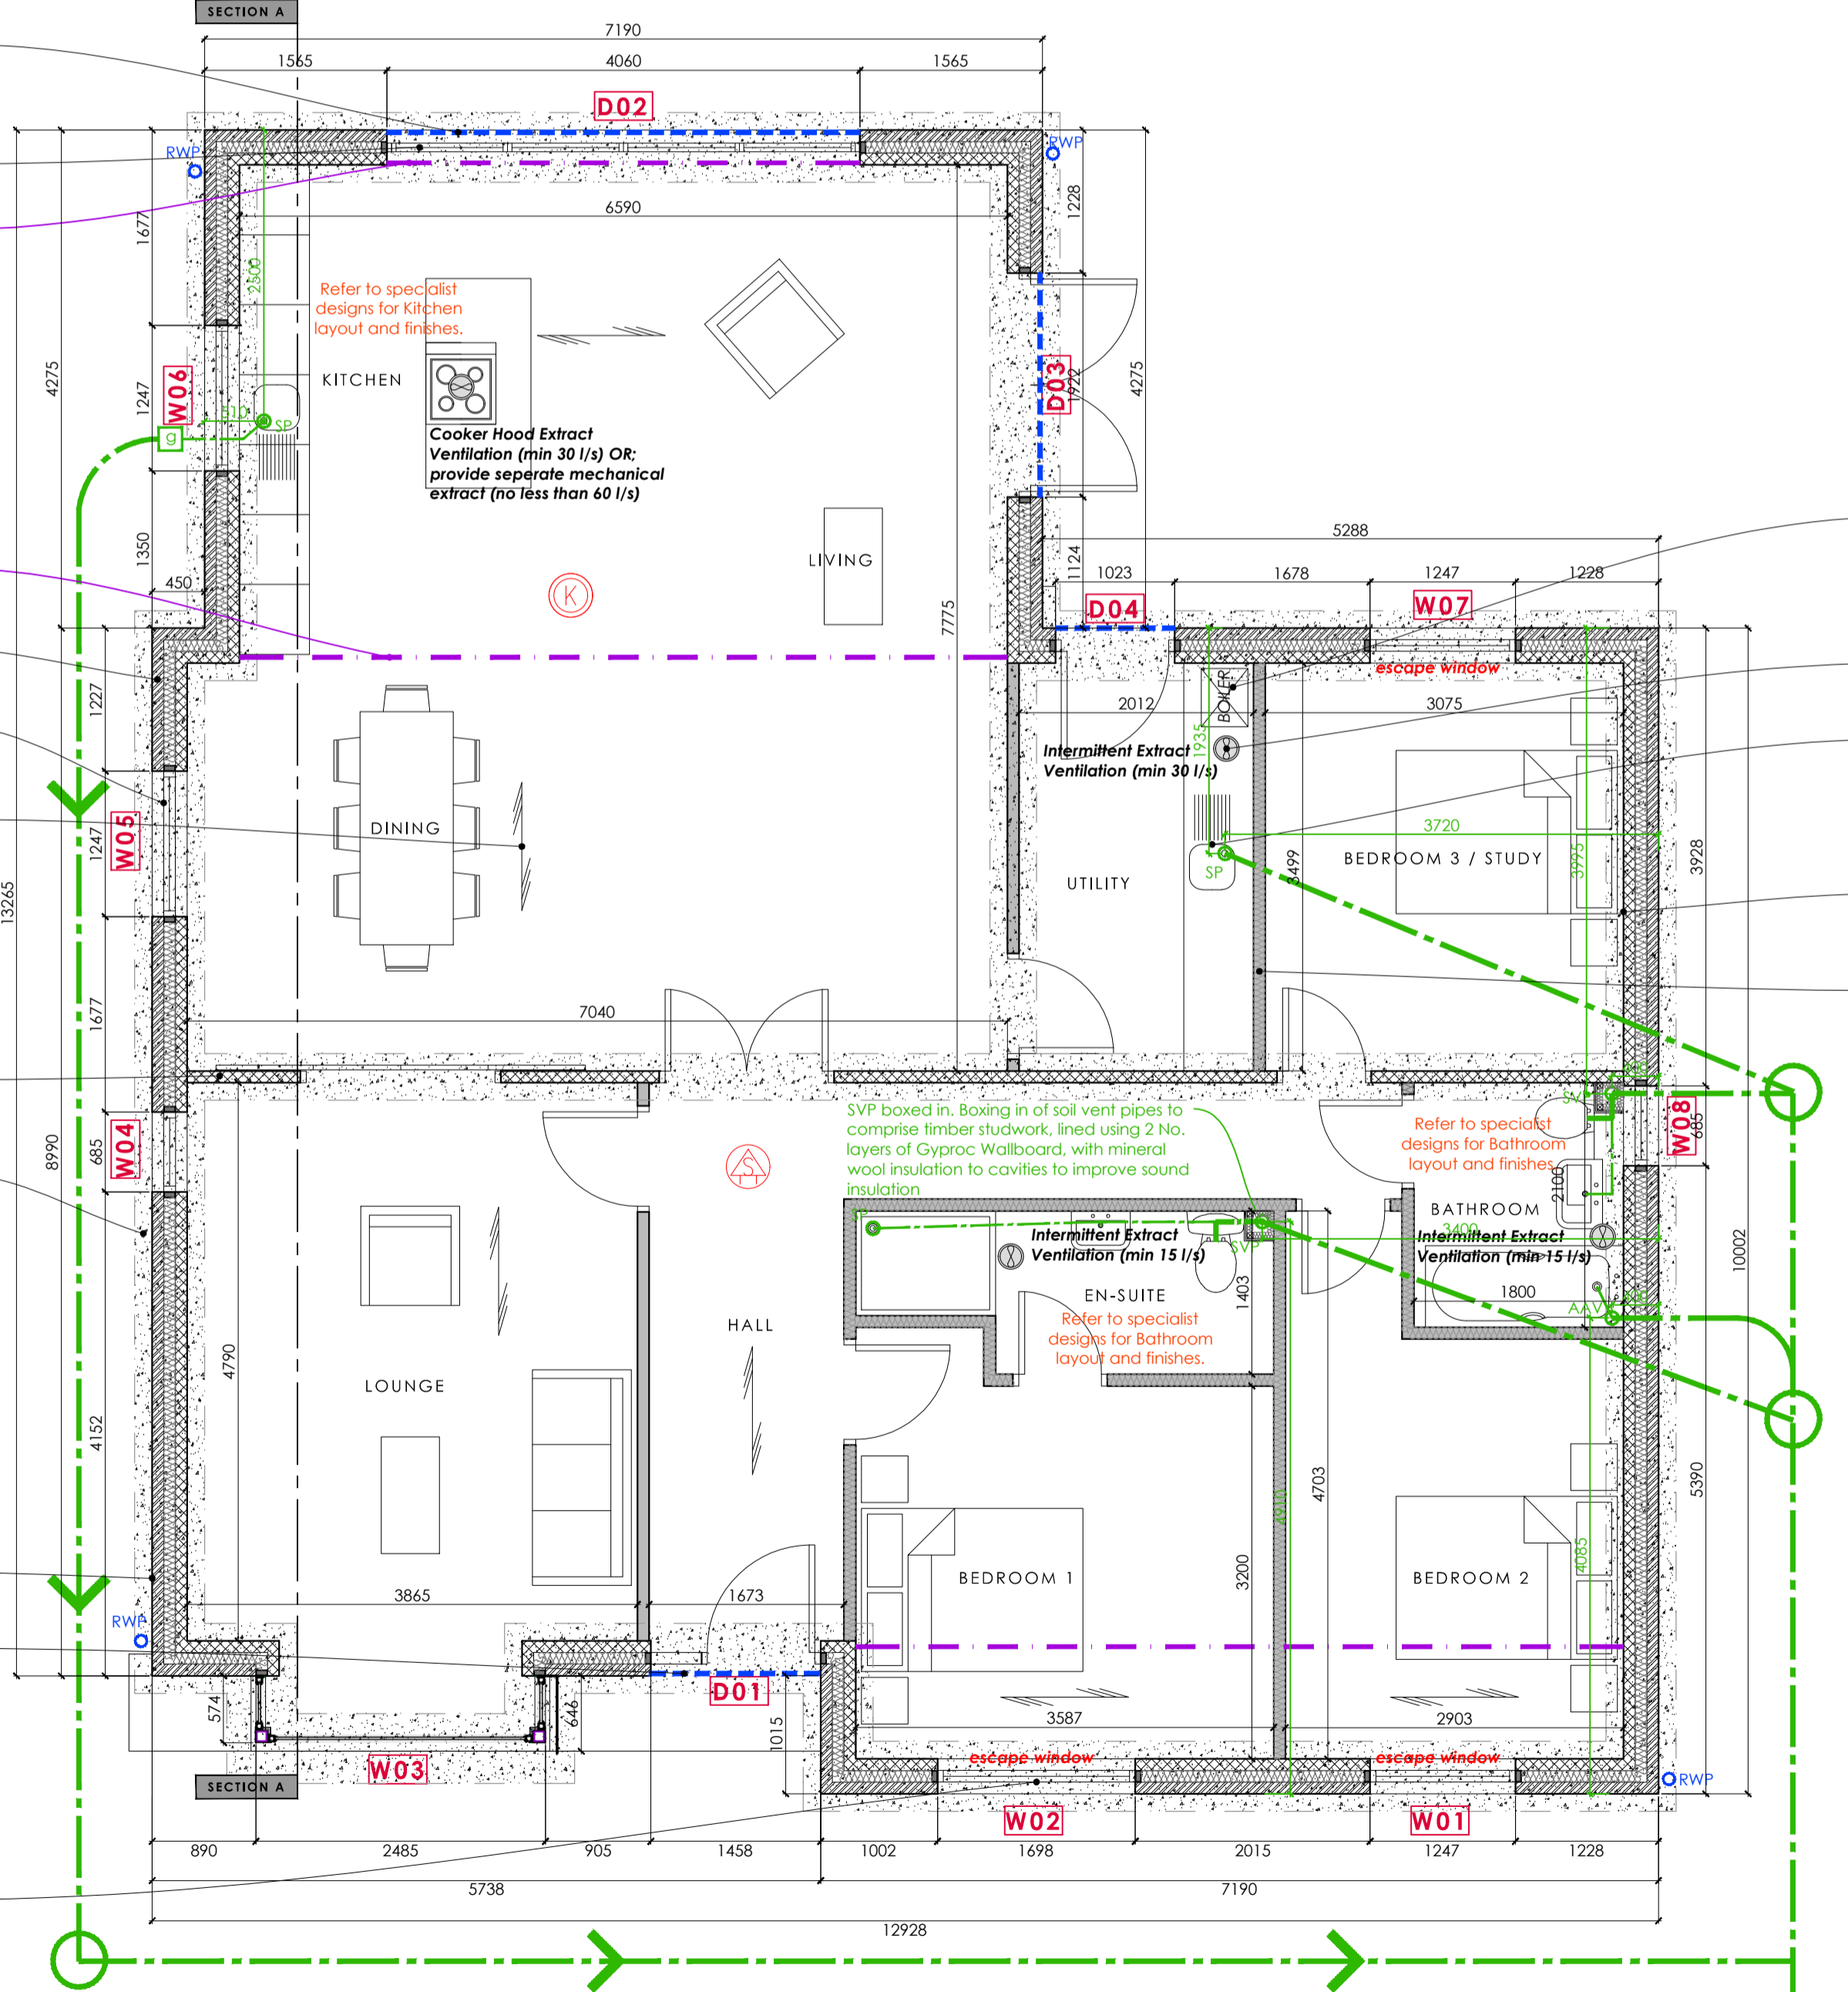 SECTION A
7190
1565
4060
1565
D02
RWP
RWP
6590
1677
2500
1228
Refer to specialist
designs for Kitchen
layout and finishes.
4275
KITCHEN
W06
1247
D03
1922
4275
510
SP
g
Cooker Hood Extract
Ventilation (min 30 l/s) OR;
provide seperate mechanical
extract (no less than 60 l/s)
1350
450
LIVING
K
1124
5288
1023
1678
1247
1228
D04
W07
7775
escape window
BOILER
2012
3075
1227
1935
Intermittent Extract
Ventilation (min 30 l/s)
W05
1247
DINING
3720
BEDROOM 3 / STUDY
3499
3995
3928
SP
UTILITY
13265
1677
7040
8990
W04
685
S
SVP boxed in. Boxing in of soil vent pipes to
comprise timber studwork, lined using 2 No.
layers of Gyproc Wallboard, with mineral
wool insulation to cavities to improve sound
insulation
Refer to specialist
designs for Bathroom
layout and finishes.
W08
685
2100
BATHROOM
3400
SP
SVP
Intermittent Extract
Ventilation (min 15 l/s)
Intermittent Extract
Ventilation (min 15 l/s)
10002
1403
1800
EN-SUITE
AAV
Refer to specialist
designs for Bathroom
layout and finishes.
HALL
4790
LOUNGE
4152
4703
5390
3200
4085
BEDROOM 1
BEDROOM 2
3865
1673
RWP
D01
574
646
1015
3587
2903
escape window
escape window
W03
RWP
SECTION A
W02
W01
890
2485
905
1458
1002
1698
2015
1247
1228
5738
7190
12928